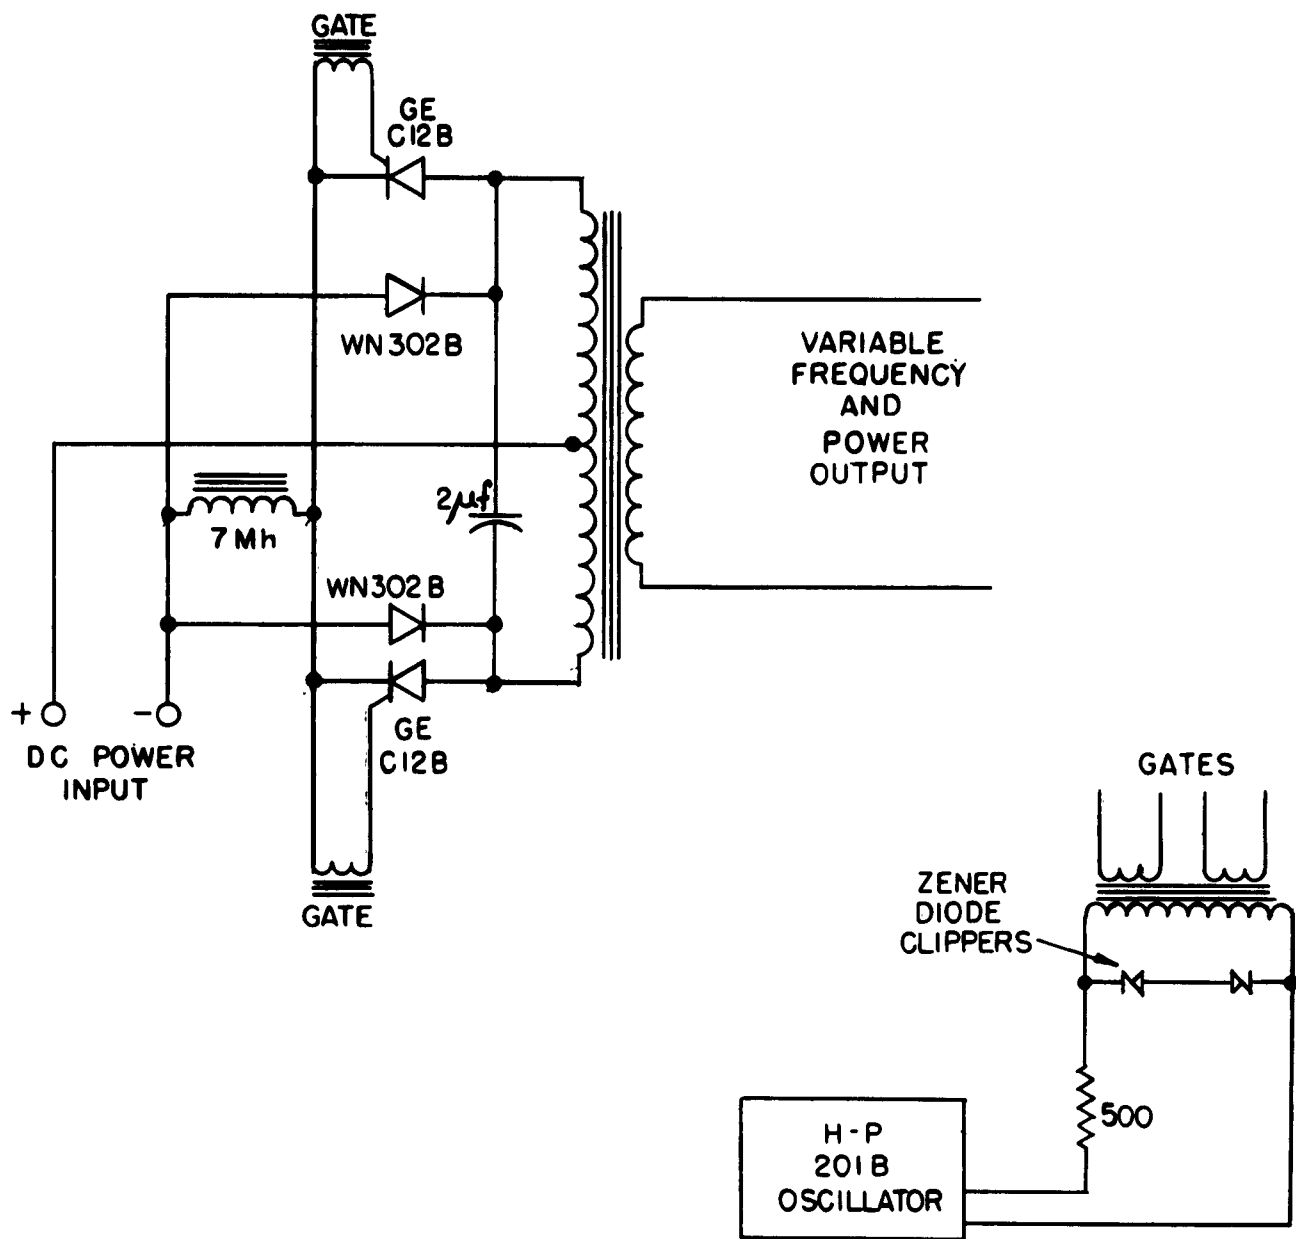 GATE
GE
C12B
WN302B
VARIABLE
FREQUENCY
AND
POWER
OUTPUT
2µf
7Mh
WN302B
+
-
DC POWER
INPUT
GE
C12B
GATE
GATES
ZENER
DIODE
CLIPPERS
500
H-P
201B
OSCILLATOR